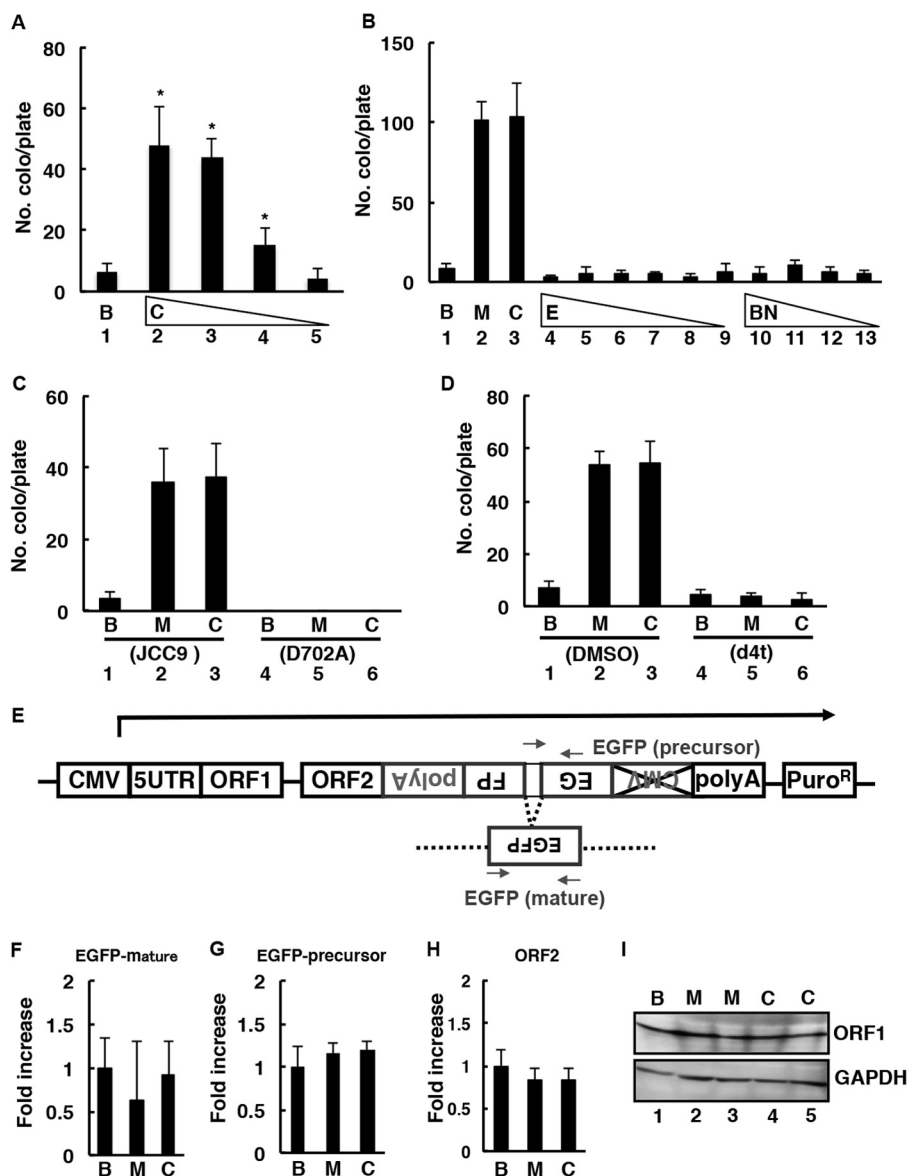 A
No. colo/plate
80
60
40
20
0
*
*
*
B
C
1
2
3
4
5
B
No. colo/plate
150
100
50
0
B
M
C
E
BN
1
2
3
4
5
6
7
8
9
10
11
12
13
C
No. colo/plate
60
40
20
0
B
M
C
B
M
C
(JCC9 )
(D702A)
1
2
3
4
5
6
D
No. colo/plate
80
60
40
20
0
B
M
C
B
M
C
(DMSO)
(d4t)
1
2
3
4
5
6
E
EGFP (precursor)
CMV
5UTR
ORF1
ORF2
polyA
FP
EG
CMV
polyA
PuroR
EGFP
EGFP (mature)
F
EGFP-mature
Fold increase
2
1.5
1
0.5
0
B
M
C
G
EGFP-precursor
Fold increase
2
1.5
1
0.5
0
B
M
C
H
ORF2
Fold increase
2
1.5
1
0.5
0
B
M
C
I
B
M
M
C
C
ORF1
GAPDH
1
2
3
4
5